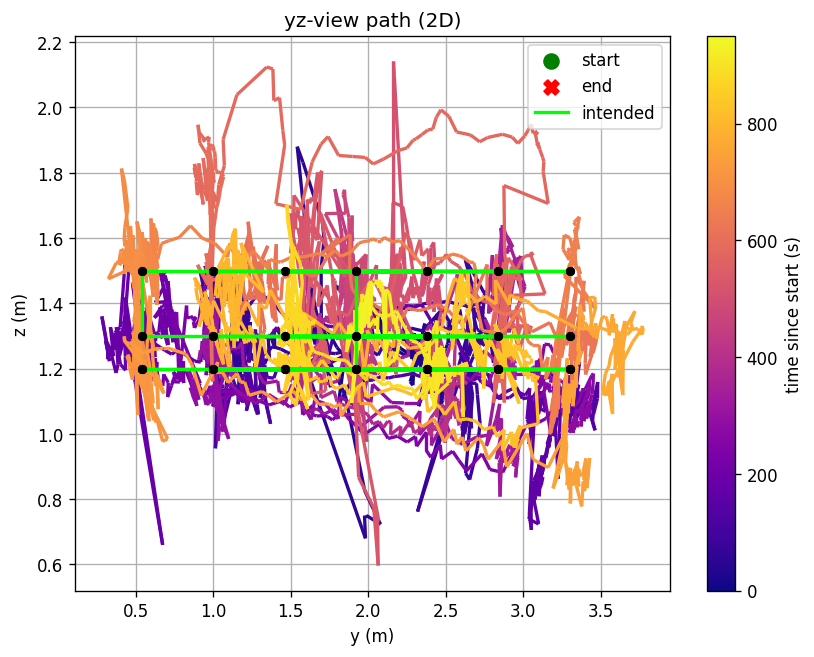 yz-view path (2D)
start
end
intended
2.2
2.0
1.8
1.6
1.4
1.2
1.0
0.8
0.6
z (m)
0.5 1.0 1.5 2.0 2.5 3.0 3.5
y (m)
800
600
400
200
0
time since start (s)